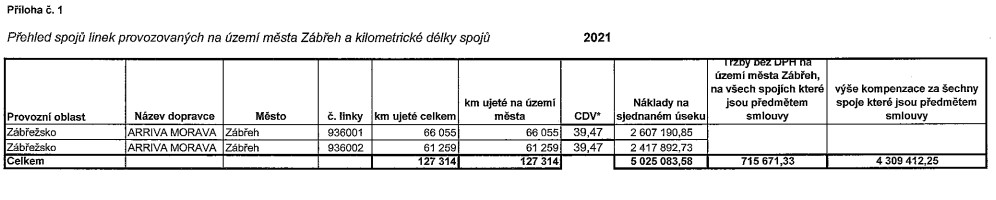 Příloha č. 1
Přehled spojů linek provozovaných na území města Zábřeh a kilometrické délky spojů 2021
Provozní oblast Název dopravce Město č. linky km ujeté celkem km ujeté na území města CDV* Náklady na sjednaném úseku Tržby bez DPH na území města Zábřeh, na všech spojích které jsou předmětem smlouvy výše kompenzace za šechny spoje které jsou předmětem smlouvy
Zábřežsko ARRIVA MORAVA Zábřeh 936001 66 055 66 055 39,47 2 607 190,85
Zábřežsko ARRIVA MORAVA Zábřeh 936002 61 259 61 259 39,47 2 417 892,73
Celkem 127 314 127 314 5 025 083,58 715 671,33 4 309 412,25